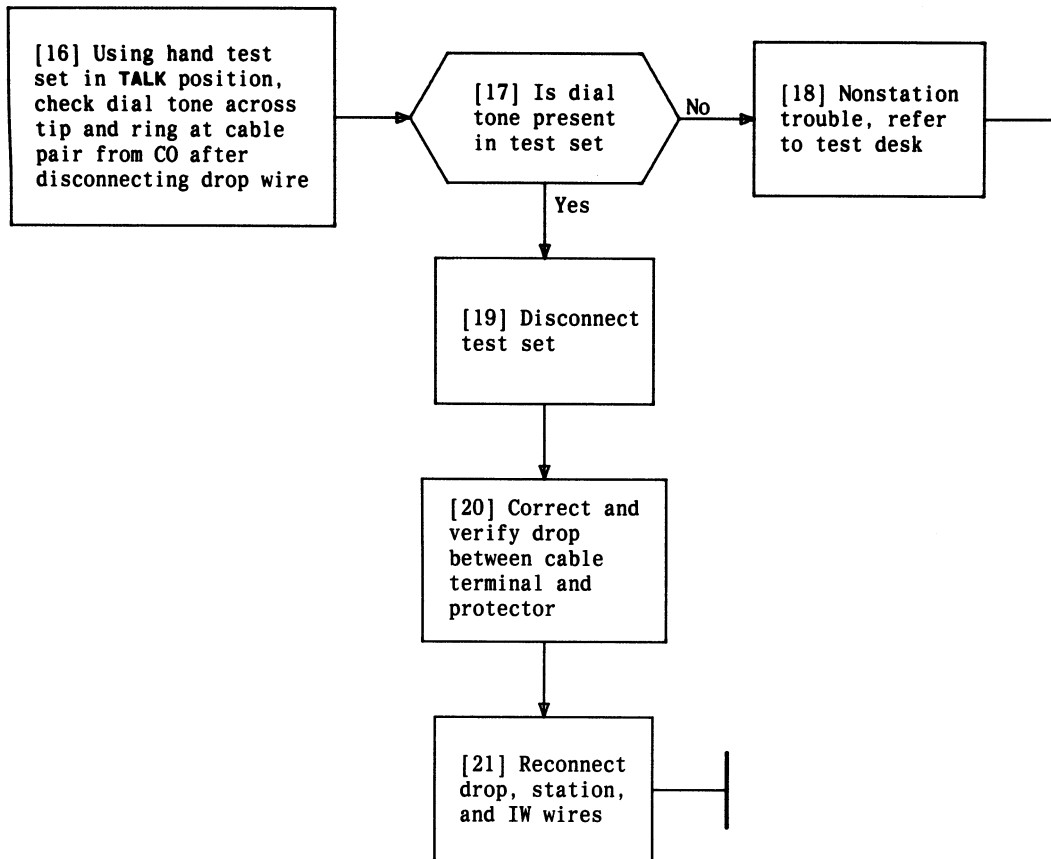 [16] Using hand test
set in TALK position,
check dial tone across
tip and ring at cable
pair from CO after
disconnecting drop wire
[17] Is dial
tone present
in test set
No
[18] Nonstation
trouble, refer
to test desk
Yes
[19] Disconnect
test set
[20] Correct and
verify drop
between cable
terminal and
protector
[21] Reconnect
drop, station,
and IW wires